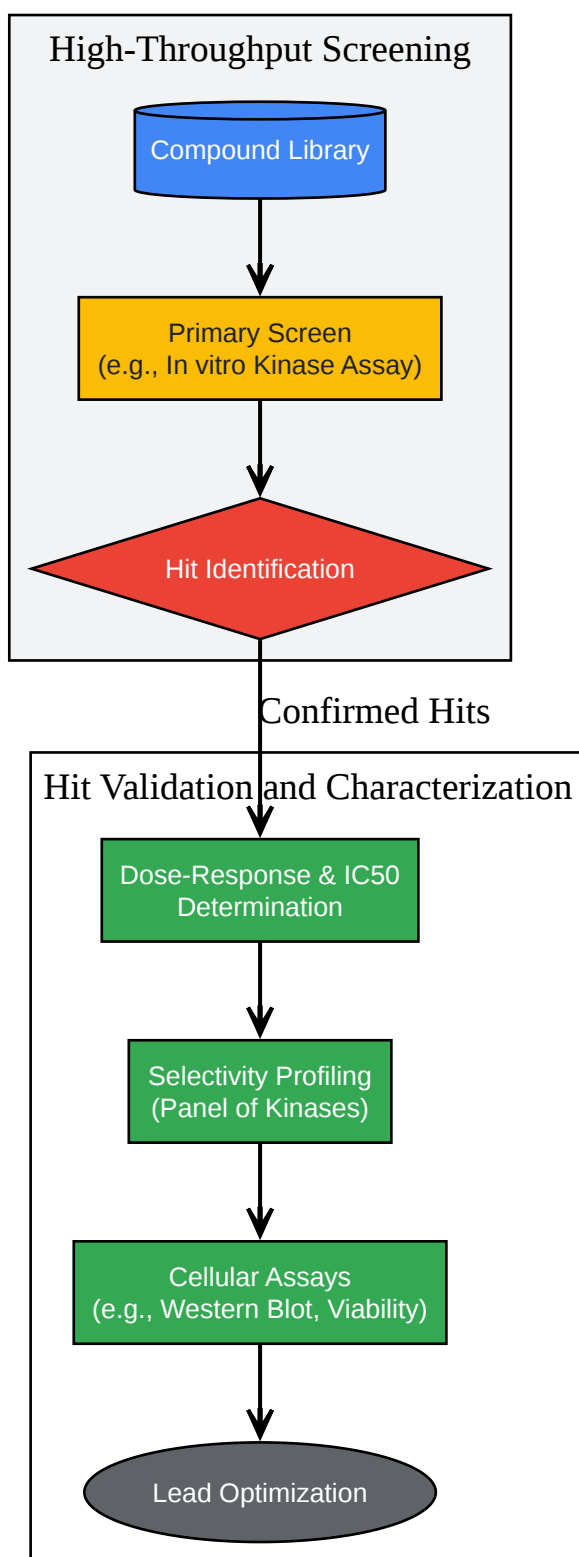 High-Throughput Screening
Compound Library
Primary Screen
(e.g., In vitro Kinase Assay)
Hit Identification
Confirmed Hits
Hit Validation and Characterization
Dose-Response & IC50
Determination
Selectivity Profiling
(Panel of Kinases)
Cellular Assays
(e.g., Western Blot, Viability)
Lead Optimization